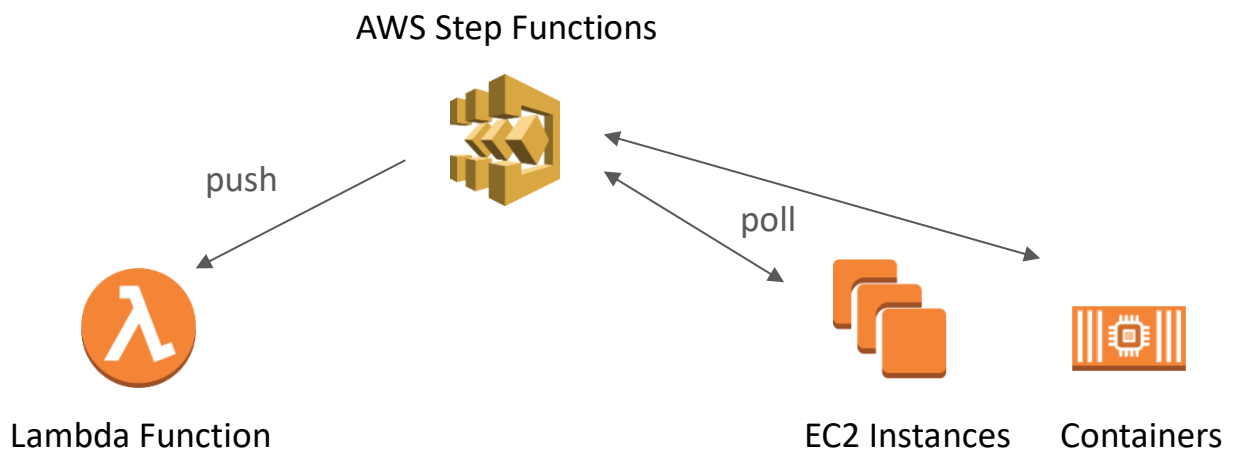 AWS Step Functions
push
poll
Lambda Function
EC2 Instances
Containers